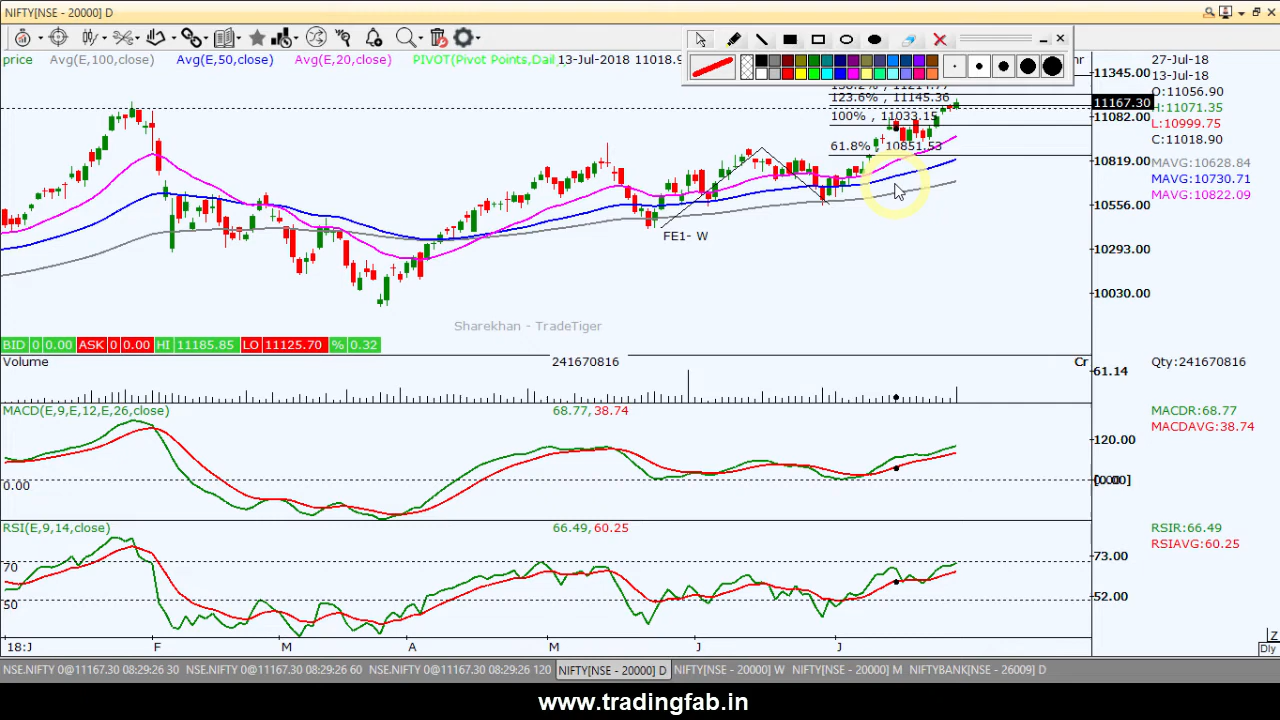 NIFTY[NSE - 20000] D
price Avg(E,100,close) Avg(E,50,close) Avg(E,20,close) PIVOT(Pivot Points,Dail 13-Jul-2018 11018.9
123.6% , 11145.36
100% , 11033.15
61.8% , 10851.53
FE1- W
11345.00
11167.30
11082.00
10819.00
10556.00
10293.00
10030.00
27-Jul-18
13-Jul-18
O:11056.90
H:11071.35
L:10999.75
C:11018.90
MAVG:10628.84
MAVG:10730.71
MAVG:10822.09
Sharekhan - TradeTiger
BID 0 0.00 ASK 0 0.00 HI 11185.85 LO 11125.70 % 0.32
Volume 241670816 Cr
61.14
Qty:241670816
MACD(E,9,E,12,E,26,close) 68.77,38.74
120.00
0.00
MACDR:68.77
MACDAVG:38.74
RSI(E,9,14,close) 66.49,60.25
70
50
73.00
52.00
RSIR:66.49
RSIAVG:60.25
18:J F M A M J J
Z
Dly
NSE.NIFTY 0@11167.30 08:29:26 30 NSE.NIFTY 0@11167.30 08:29:26 60 NSE.NIFTY 0@11167.30 08:29:26 120 NIFTY[NSE - 20000] D NIFTY[NSE - 20000] W NIFTY[NSE - 20000] M NIFTYBANK[NSE - 26009] D
www.tradingfab.in